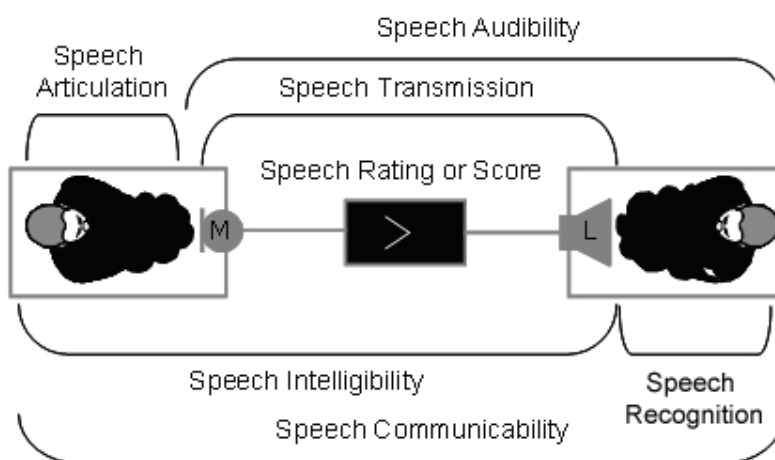 Speech Audibility
Speech
Articulation
Speech Transmission
Speech Rating or Score
M
>
L
Speech Intelligibility
Speech
Recognition
Speech Communicability